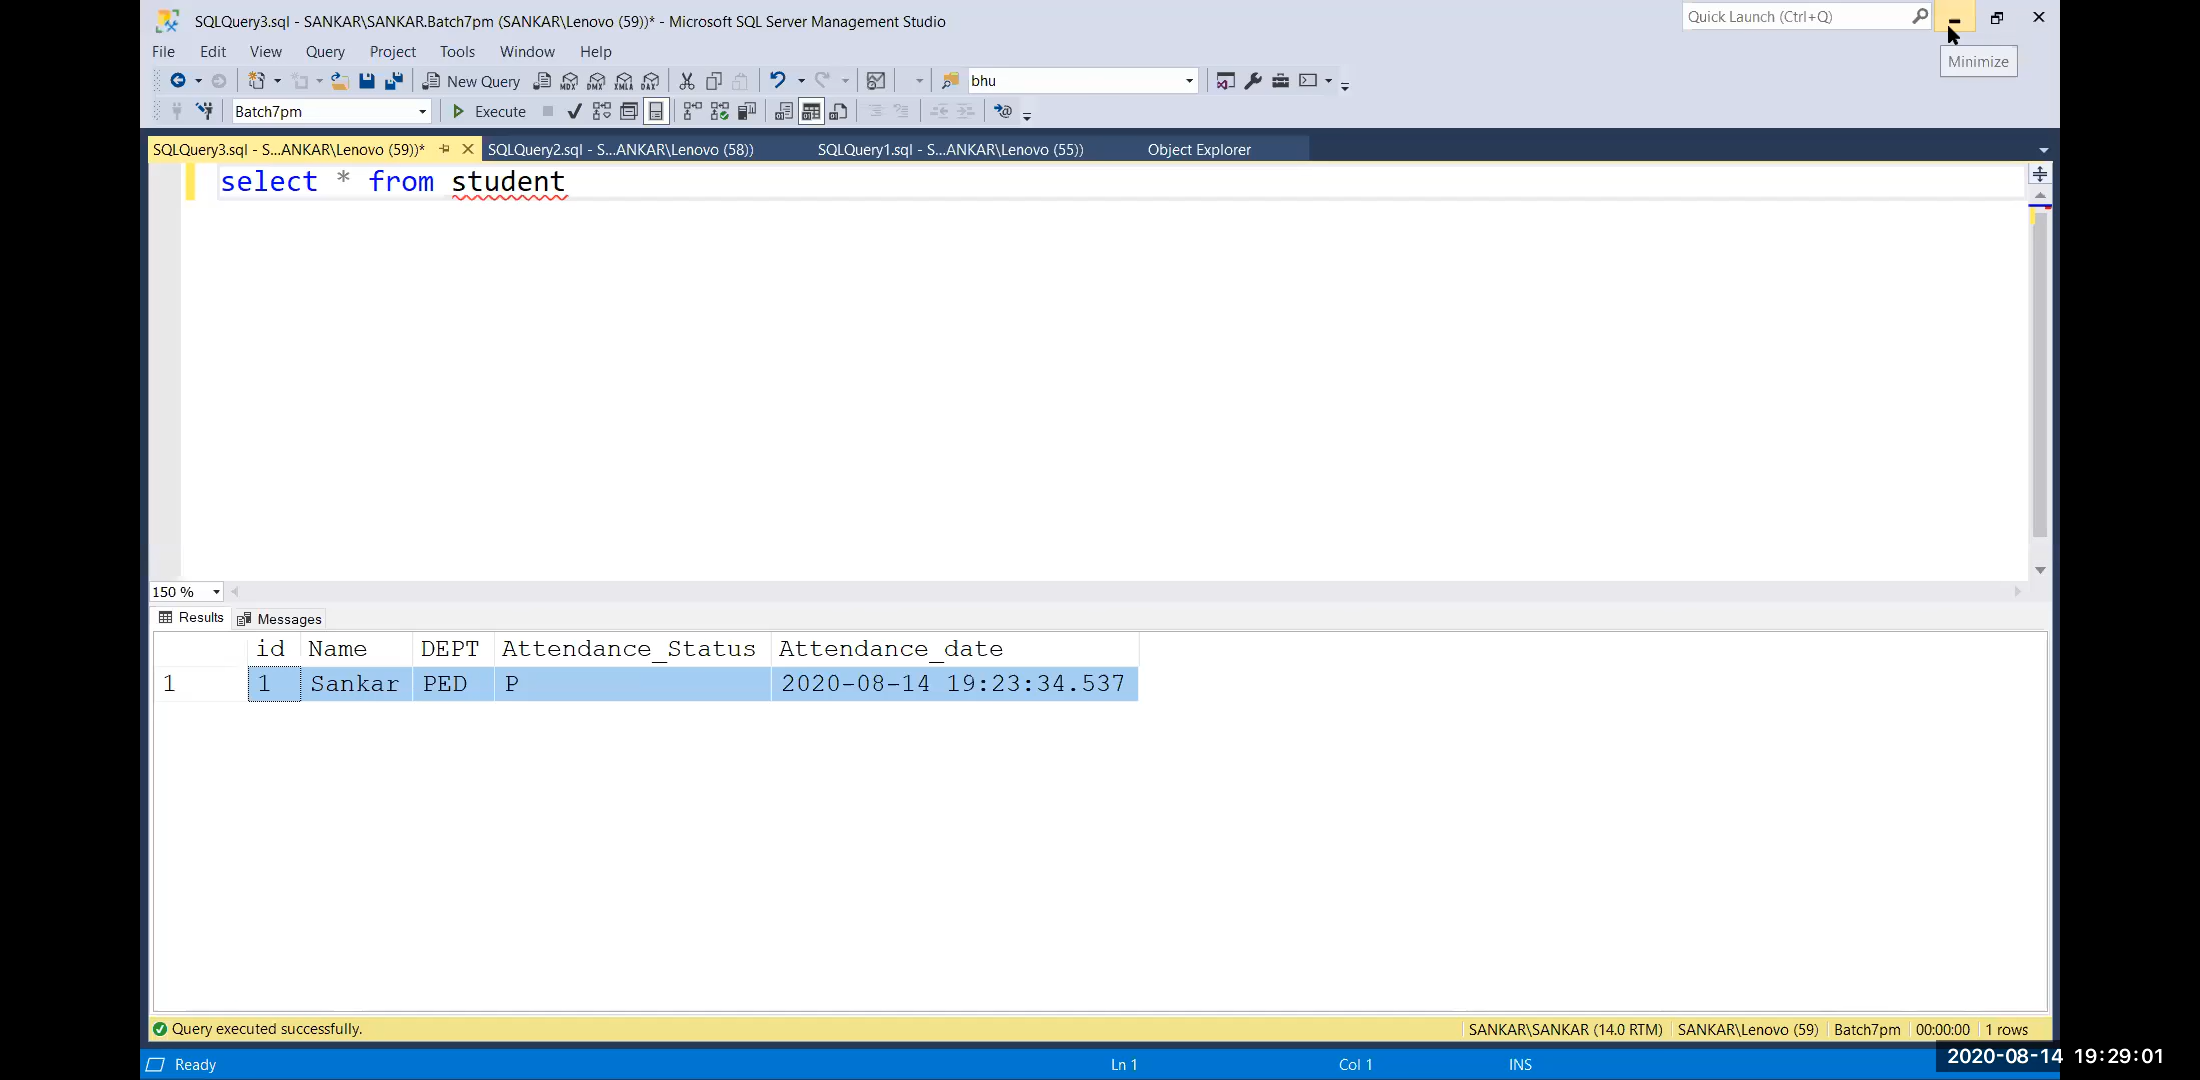 SQLQuery3.sql - SANKAR\SANKAR.Batch7pm (SANKAR\Lenovo (59))* - Microsoft SQL Server Management Studio
Quick Launch (Ctrl+Q)
File Edit View Query Project Tools Window Help
Minimize
New Query MDX DMX XMLA DAX bhu
Batch7pm Execute
SQLQuery3.sql - S...ANKAR\Lenovo (59))* SQLQuery2.sql - S...ANKAR\Lenovo (58)) SQLQuery1.sql - S...ANKAR\Lenovo (55)) Object Explorer
select * from student
150 %
Results Messages
id Name DEPT Attendance_Status Attendance_date
1 1 Sankar PED P 2020-08-14 19:23:34.537
Query executed successfully. SANKAR\SANKAR (14.0 RTM) SANKAR\Lenovo (59) Batch7pm 00:00:00 1 rows
Ready Ln 1 Col 1 INS
2020-08-14 19:29:01